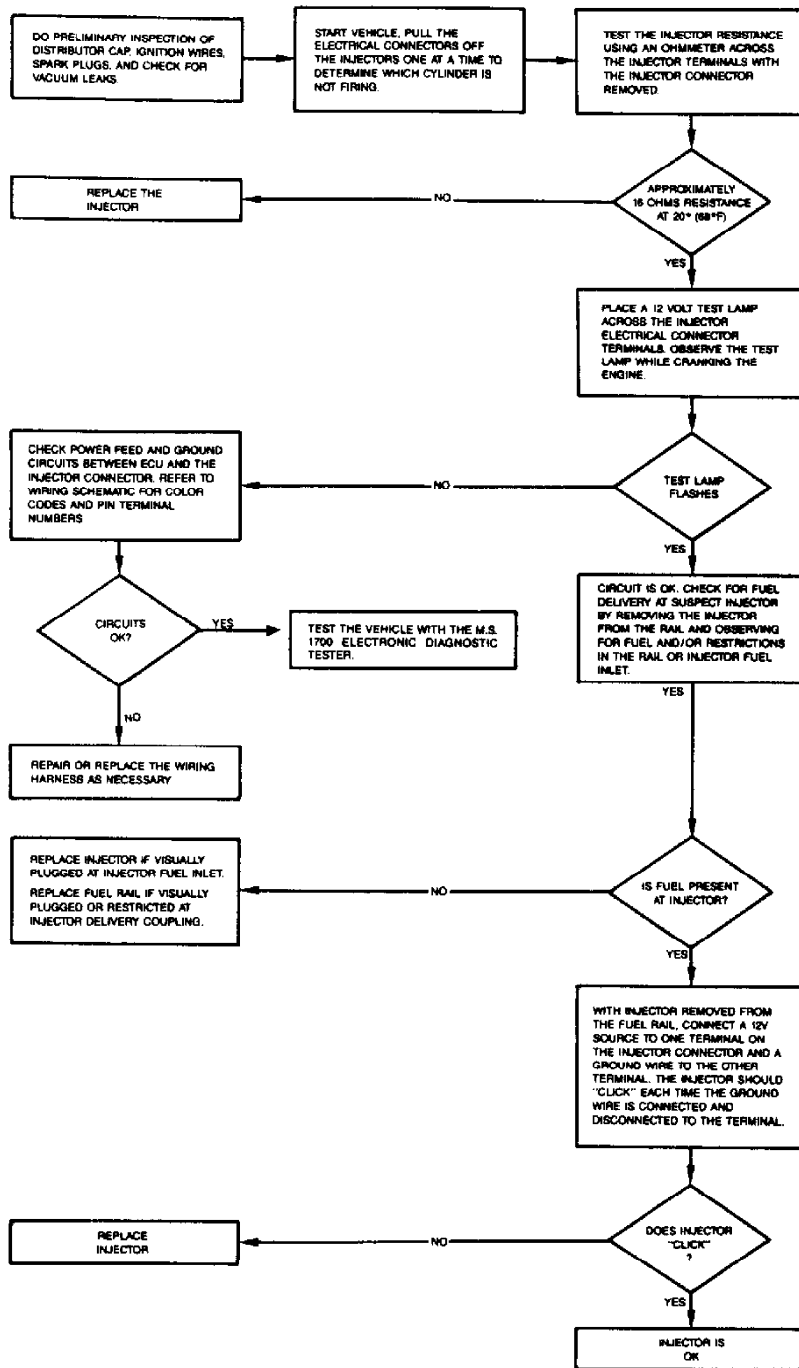 DO PRELIMINARY INSPECTION OF
DISTRIBUTOR CAP, IGNITION WIRES,
SPARK PLUGS, AND CHECK FOR
VACUUM LEAKS.
START VEHICLE, PULL THE
ELECTRICAL CONNECTORS OFF
THE INJECTORS ONE AT A TIME TO
DETERMINE WHICH CYLINDER IS
NOT FIRING.
TEST THE INJECTOR RESISTANCE
USING AN OHMMETER ACROSS
THE INJECTOR TERMINALS WITH
THE INJECTOR CONNECTOR
REMOVED.
APPROXIMATELY
16 OHMS RESISTANCE
AT 20° (68°F)
NO
REPLACE THE
INJECTOR
YES
PLACE A 12 VOLT TEST LAMP
ACROSS THE INJECTOR
ELECTRICAL CONNECTOR
TERMINALS. OBSERVE THE TEST
LAMP WHILE CRANKING THE
ENGINE.
TEST LAMP
FLASHES
NO
CHECK POWER FEED AND GROUND
CIRCUITS BETWEEN ECU AND THE
INJECTOR CONNECTOR. REFER TO
WIRING SCHEMATIC FOR COLOR
CODES AND PIN TERMINAL
NUMBERS
CIRCUITS
OK?
YES
TEST THE VEHICLE WITH THE M.S.
1700 ELECTRONIC DIAGNOSTIC
TESTER.
NO
REPAIR OR REPLACE THE WIRING
HARNESS AS NECESSARY
YES
CIRCUIT IS OK. CHECK FOR FUEL
DELIVERY AT SUSPECT INJECTOR
BY REMOVING THE INJECTOR
FROM THE RAIL AND OBSERVING
FOR FUEL AND/OR RESTRICTIONS
IN THE RAIL OR INJECTOR FUEL
INLET.
YES
IS FUEL PRESENT
AT INJECTOR?
NO
REPLACE INJECTOR IF VISUALLY
PLUGGED AT INJECTOR FUEL INLET.
REPLACE FUEL RAIL IF VISUALLY
PLUGGED OR RESTRICTED AT
INJECTOR DELIVERY COUPLING.
YES
WITH INJECTOR REMOVED FROM
THE FUEL RAIL, CONNECT A 12V
SOURCE TO ONE TERMINAL ON
THE INJECTOR CONNECTOR AND A
GROUND WIRE TO THE OTHER
TERMINAL. THE INJECTOR SHOULD
"CLICK" EACH TIME THE GROUND
WIRE IS CONNECTED AND
DISCONNECTED TO THE TERMINAL.
DOES INJECTOR
"CLICK"
?
NO
REPLACE
INJECTOR
YES
INJECTOR IS
OK